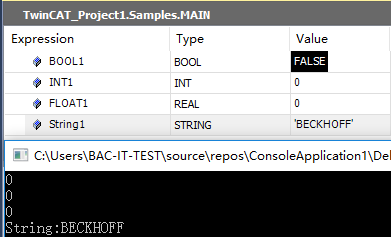 TwinCAT_Project1.Samples.MAIN
Expression Type Value
BOOL1 BOOL FALSE
INT1 INT 0
FLOAT1 REAL 0
String1 STRING 'BECKHOFF'
C:\Users\BAC-IT-TEST\source\repos\ConsoleApplication1\De
0
0
0
String:BECKHOFF